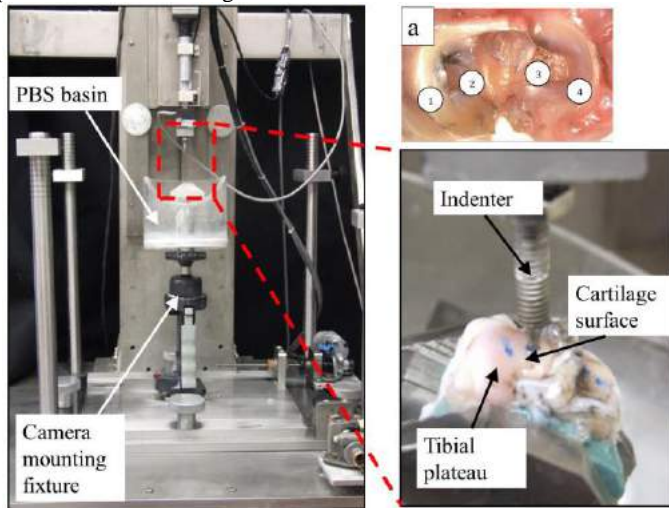 PBS basin
Camera
mounting
fixture
a
1
2
3
4
Indenter
Cartilage
surface
Tibial
plateau